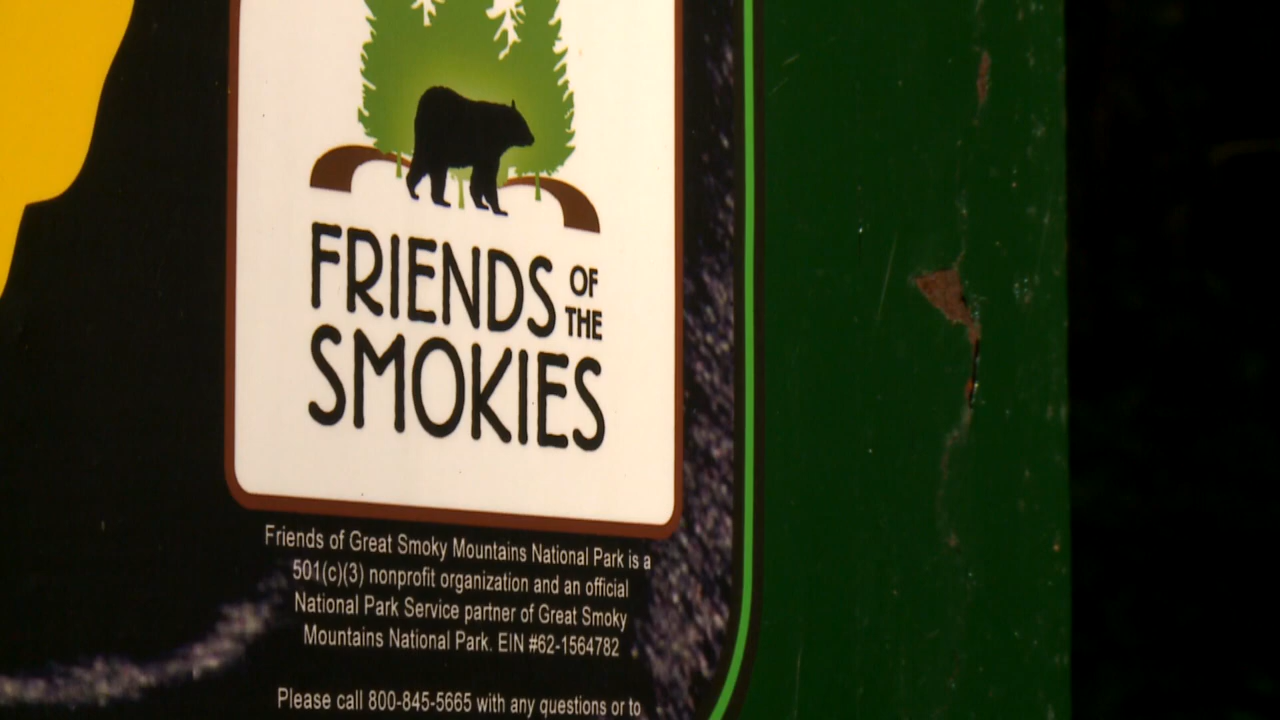 FRIENDS OF THE
SMOKIES
Friends of Great Smoky Mountains National Park is a
501(c)(3) nonprofit organization and an official
National Park Service partner of Great Smoky
Mountains National Park. EIN #62-1564782
Please call 800-845-5665 with any questions or to